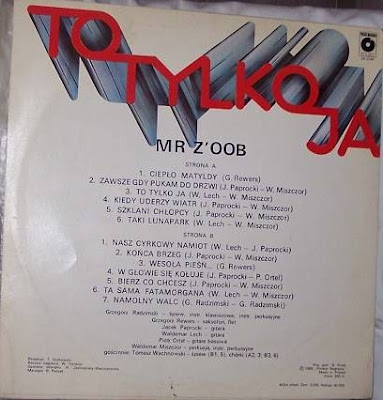 TO
TYLKO
JA
MR Z'OOB
STRONA A
1. CIEPŁO MATYLDY (G. Rewers)
2. ZAWSZE GDY PUKAM DO DRZWI (J. Paprocki – W. Miszczor)
3. TO TYLKO JA (W. Lech – W. Miszczor)
4. KIEDY UDERZY WIATR (J. Paprocki – W. Miszczor)
5. SZKLANI CHŁOPCY (J. Paprocki – W. Miszczor)
6. TAKI LUNAPARK (W. Lech – W. Miszczor)
STRONA B
1. NASZ CYRKOWY NAMIOT (W. Lech – J. Paprocki)
2. KOŃCA BRZEG (J. Paprocki – W. Miszczor)
3. WESOŁA PIEŚŃ... (G. Rewers)
4. W GŁOWIE SIĘ KOŁUJE (J. Paprocki – P. Ortel)
5. BIERZ CO CHCESZ (J. Paprocki – W. Miszczor)
6. TA SAMA FATAMORGANA (W. Lech – W. Miszczor)
7. NAMOLNY WALC (G. Radzimski – G. Radzimski)
Grzegorz Radzimski – śpiew, instr. klawiszowe, instr. perkusyjne
Grzegorz Rewers – saksofon, flet
Jacek Paprocki – gitara
Waldemar Lech – gitara
Piotr Ortel – gitara basowa
Waldemar Miszczor – perkusja, instr. perkusyjne
gościnnie: Tomasz Wachnowski – śpiew (B1, 5), chórki (A2, 3; B3, 6)